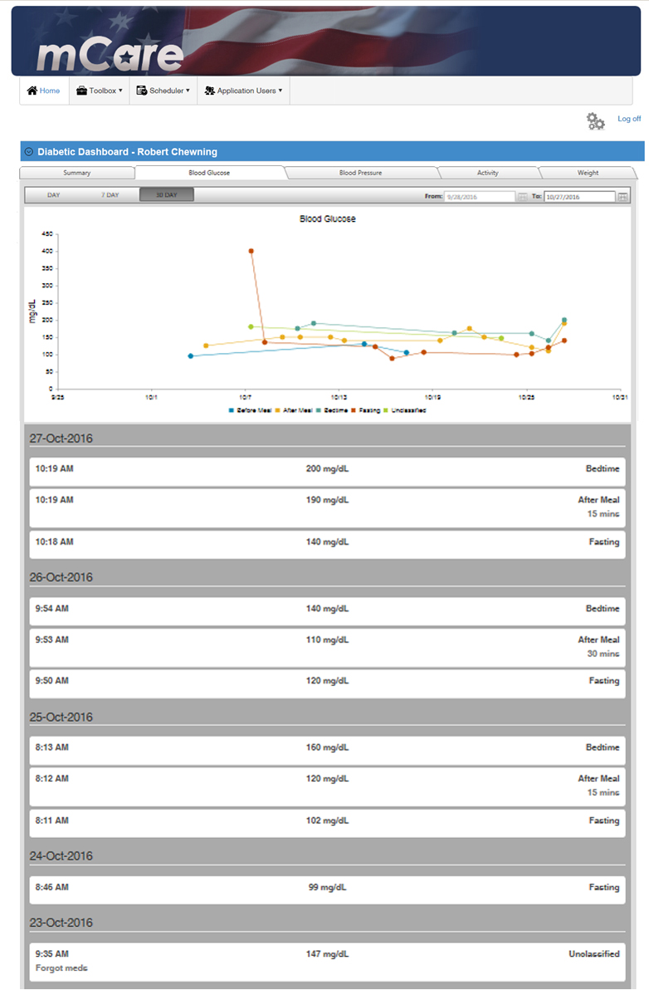 mCare
Home Toolbox Scheduler Application Users
Log off
Diabetic Dashboard - Robert Chewning
Summary Blood Glucose Blood Pressure Activity Weight
DAY 7 DAY 30 DAY From: 9/28/2016 To: 10/27/2016
Blood Glucose
mg/dL
450
400
350
300
250
200
150
100
50
0
9/25 10/1 10/7 10/13 10/19 10/25 10/31
Before Meal After Meal Bedtime Fasting Unclassified
27-Oct-2016
10:19 AM 200 mg/dL Bedtime
10:19 AM 190 mg/dL After Meal
15 mins
10:18 AM 140 mg/dL Fasting
26-Oct-2016
9:54 AM 140 mg/dL Bedtime
9:53 AM 110 mg/dL After Meal
30 mins
9:50 AM 120 mg/dL Fasting
25-Oct-2016
8:13 AM 160 mg/dL Bedtime
8:12 AM 120 mg/dL After Meal
15 mins
8:11 AM 102 mg/dL Fasting
24-Oct-2016
8:45 AM 99 mg/dL Fasting
23-Oct-2016
9:35 AM 147 mg/dL Unclassified
Forgot meds